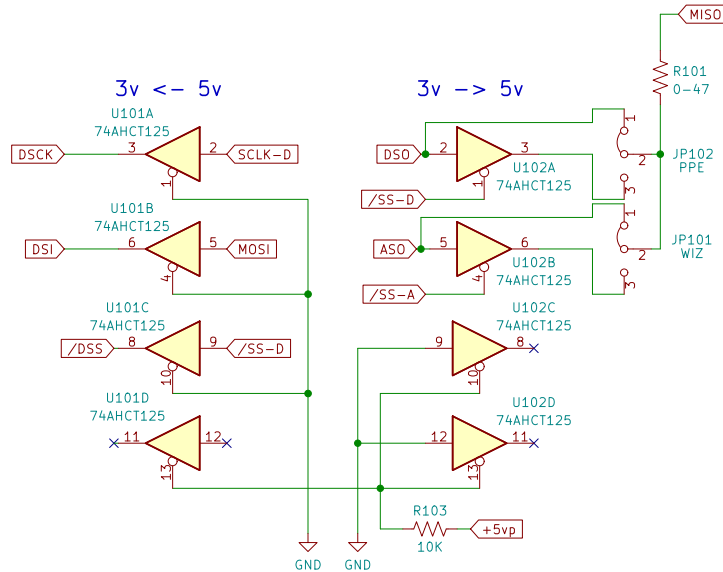 MISO
R101
0-47
3v <- 5v
3v -> 5v
U101A
74AHCT125
DSCK
3
2
SCLK-D
1
DSO
2
3
U102A
74AHCT125
1
/SS-D
1
2
3
JP102
PPE
U101B
74AHCT125
DSI
6
5
MOSI
4
ASO
5
6
U102B
74AHCT125
4
/SS-A
1
2
3
JP101
WIZ
U101C
74AHCT125
/DSS
8
9
/SS-D
10
U102C
74AHCT125
9
8
10
U101D
74AHCT125
11
12
13
U102D
74AHCT125
12
11
13
R103
10K
+5vp
GND
GND